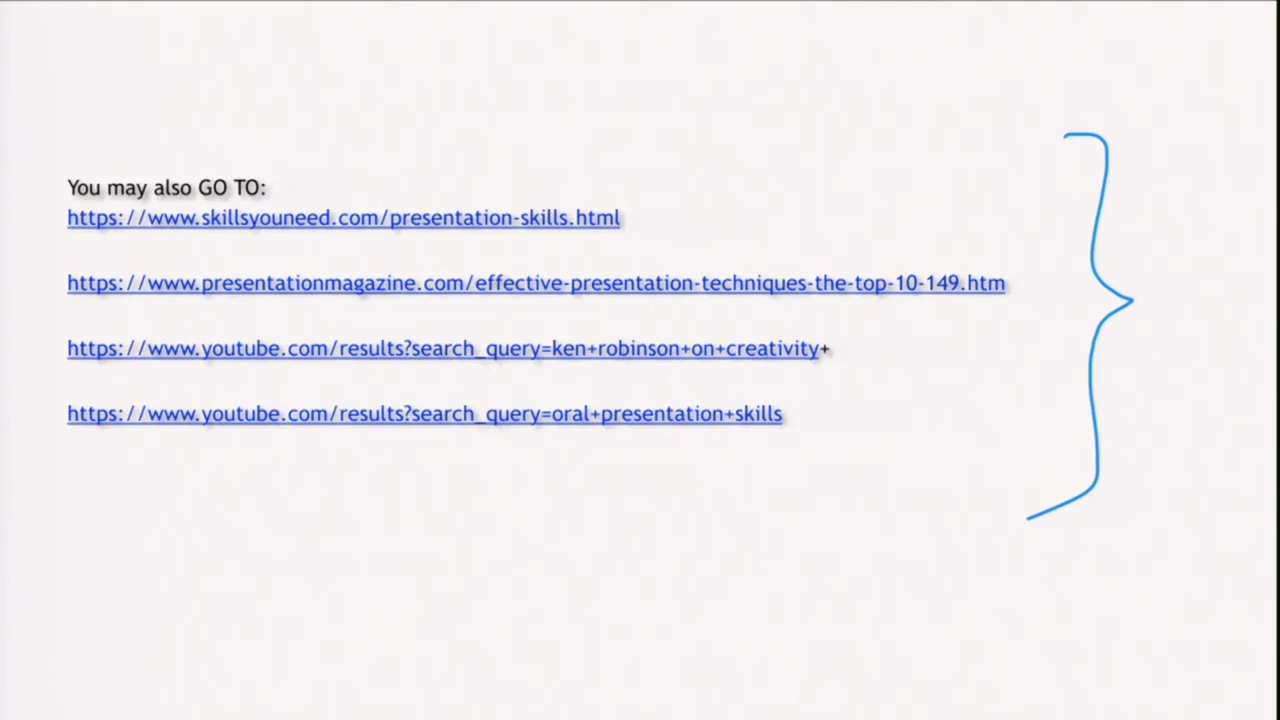 You may also GO TO:
https://www.skillsyouneed.com/presentation-skills.html
https://www.presentationmagazine.com/effective-presentation-techniques-the-top-10-149.htm
https://www.youtube.com/results?search_query=ken+robinson+on+creativity+
https://www.youtube.com/results?search_query=oral+presentation+skills